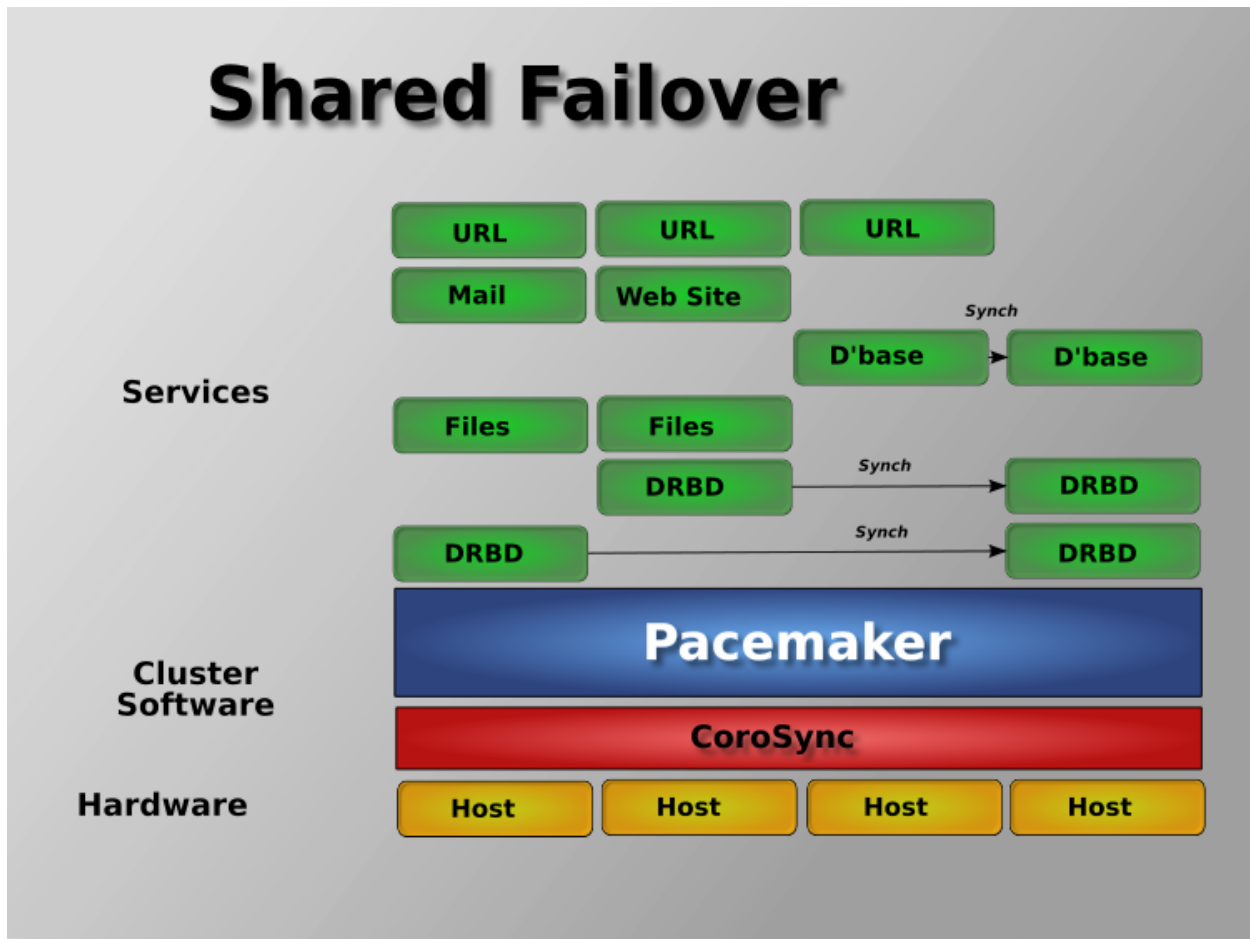 Shared Failover
URL URL URL
Mail Web Site
Synch
D'base D'base
Services
Files Files
Synch
DRBD DRBD
Synch
DRBD DRBD
Pacemaker
Cluster
Software
CoroSync
Hardware
Host Host Host Host